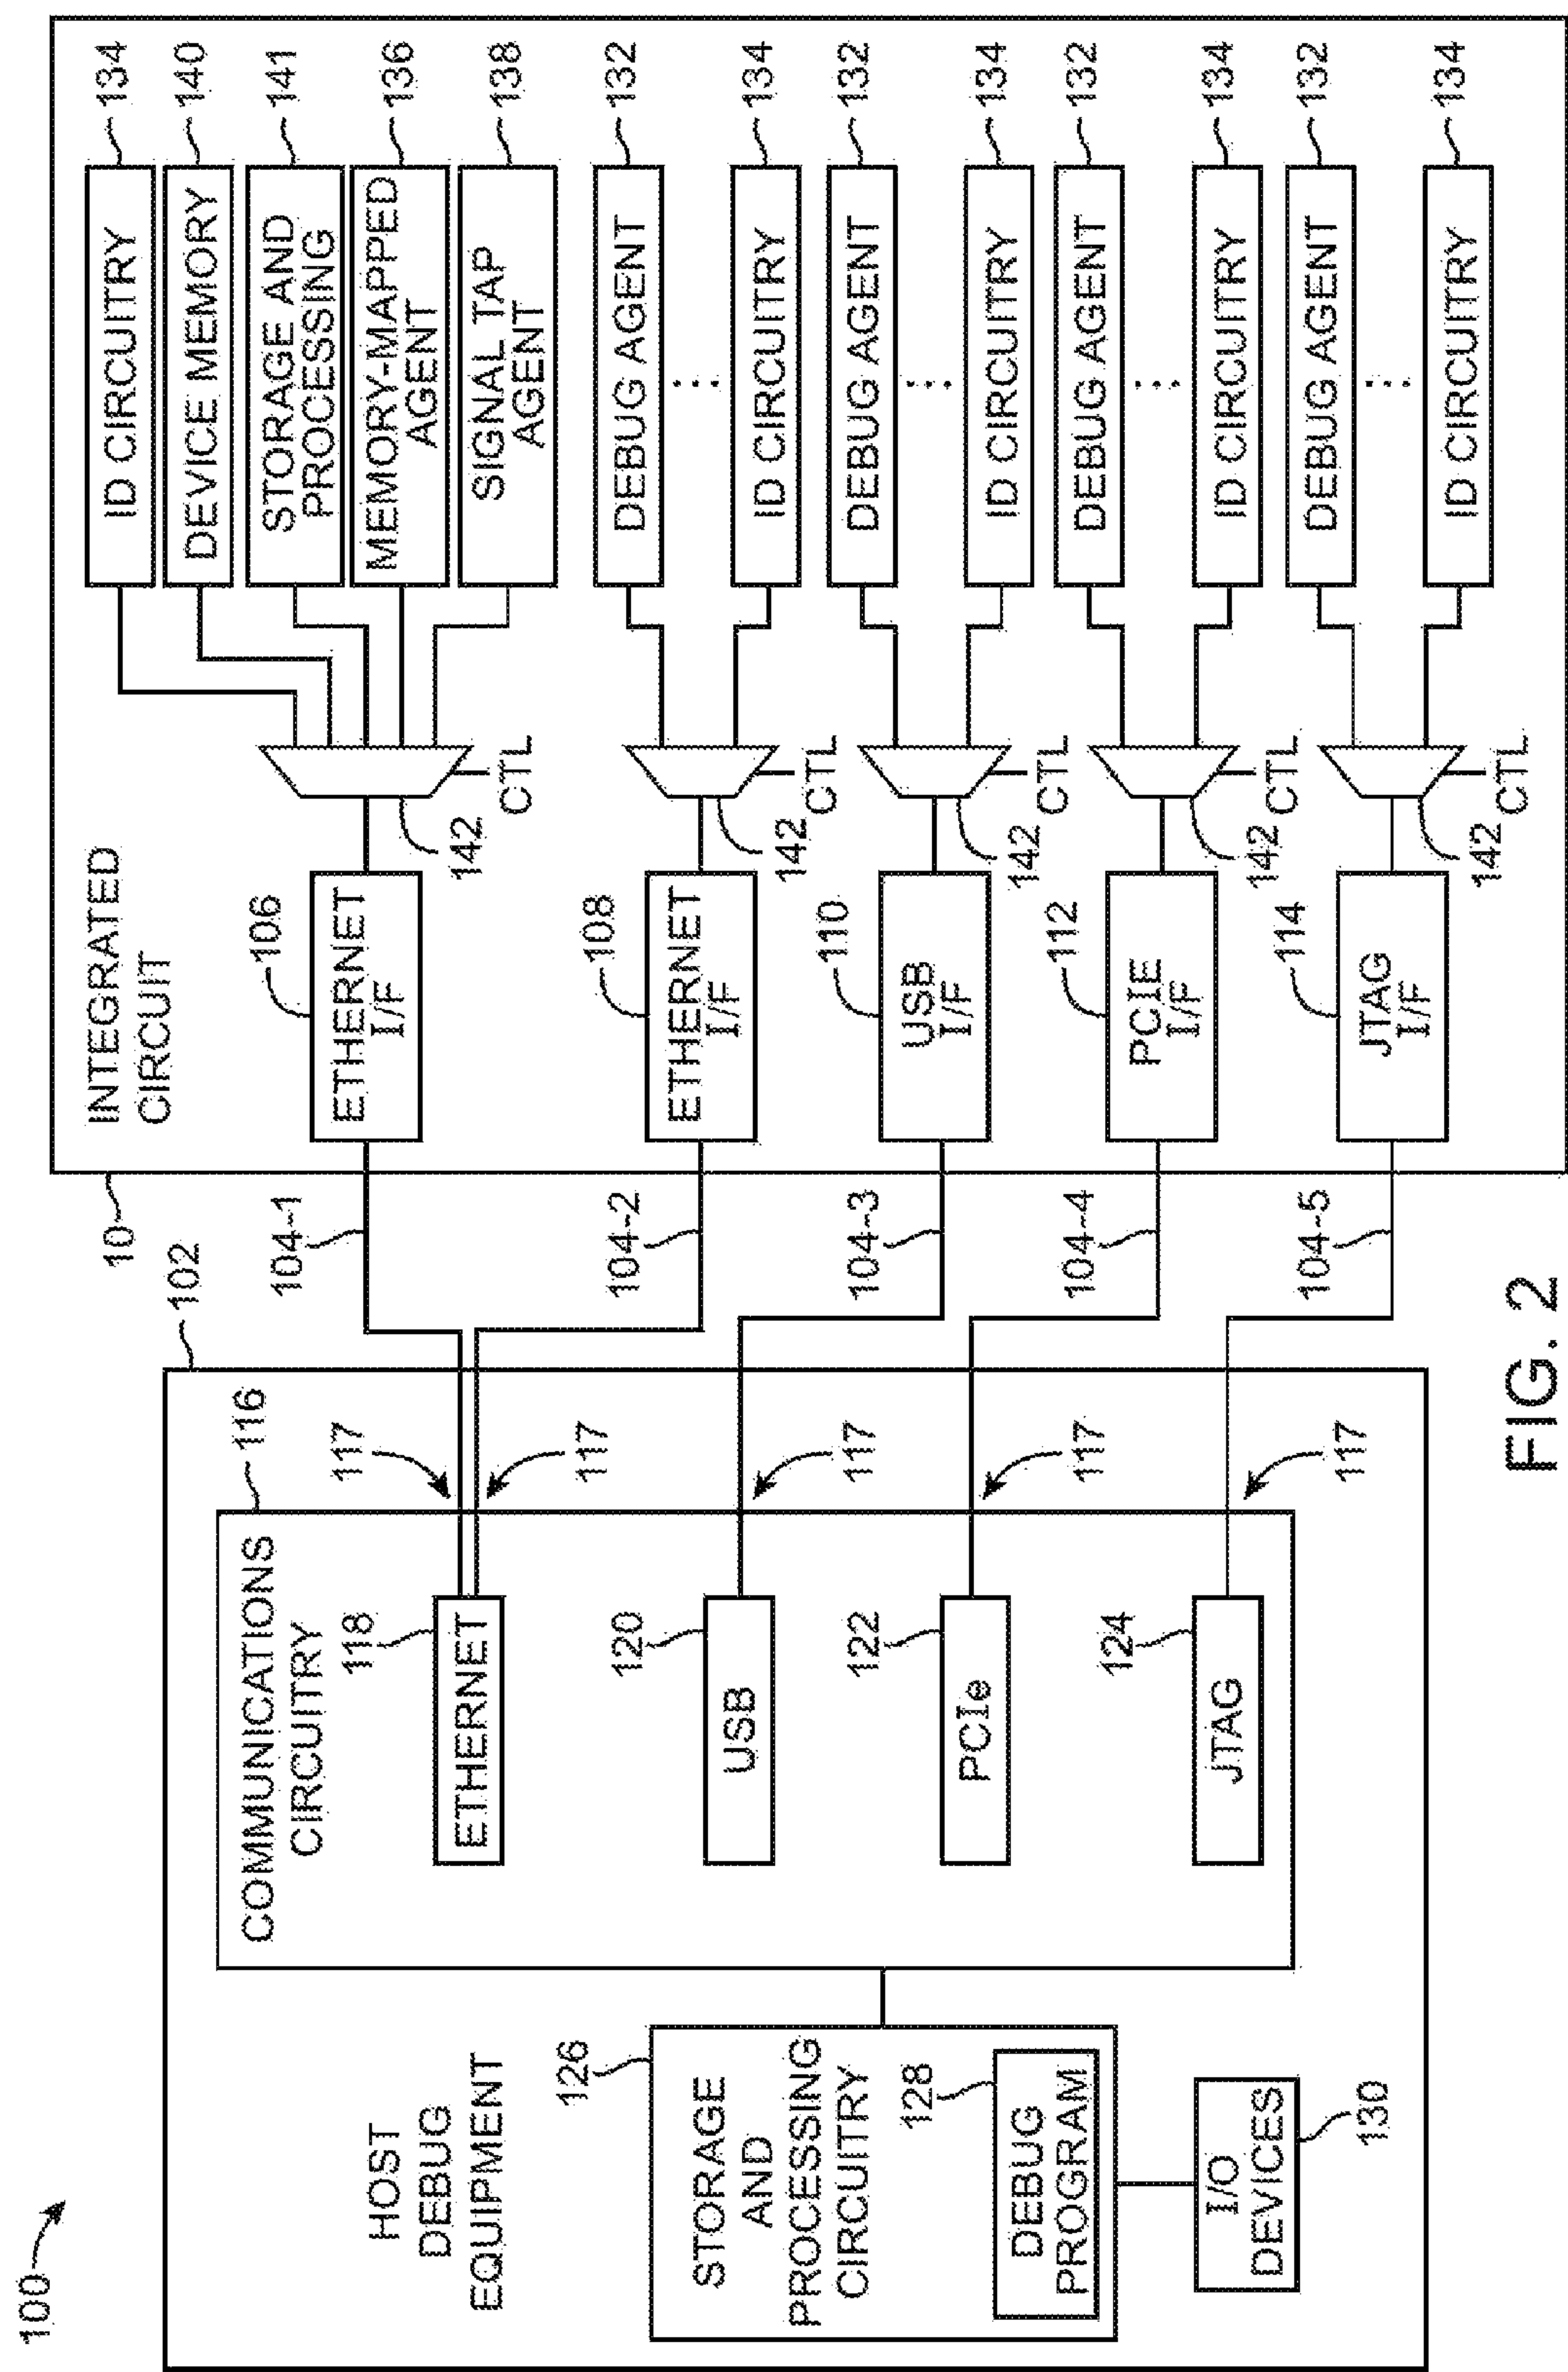 100
HOST
DEBUG
EQUIPMENT
102
COMMUNICATIONS
CIRCUITRY
116
118
ETHERNET
117
117
120
USB
117
122
PCIe
117
124
JTAG
117
126
STORAGE
AND
PROCESSING
CIRCUITRY
128
DEBUG
PROGRAM
I/O
DEVICES
130
10
104-1
104-2
104-3
104-4
104-5
INTEGRATED
CIRCUIT
106
ETHERNET
I/F
142
CTL
ID CIRCUITRY
134
DEVICE MEMORY
140
STORAGE AND
PROCESSING
141
MEMORY-MAPPED
AGENT
136
SIGNAL TAP
AGENT
138
108
ETHERNET
I/F
142
CTL
DEBUG AGENT
132
...
ID CIRCUITRY
134
110
USB
I/F
142
CTL
DEBUG AGENT
132
...
ID CIRCUITRY
134
112
PCIE
I/F
142
CTL
DEBUG AGENT
132
...
ID CIRCUITRY
134
114
JTAG
I/F
142
CTL
DEBUG AGENT
132
...
ID CIRCUITRY
134
FIG. 2